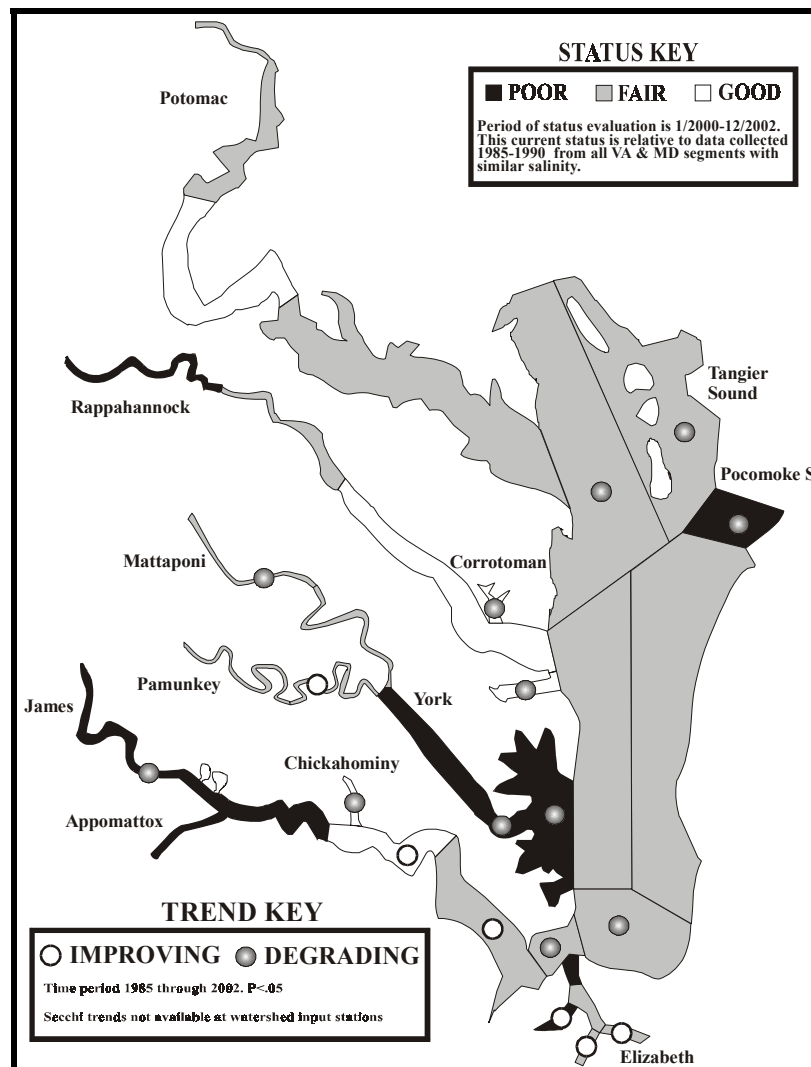 STATUS KEY
POOR FAIR GOOD
Period of status evaluation is 1/2000-12/2002.
This current status is relative to data collected
1985-1990 from all VA & MD segments with
similar salinity.
Potomac
Tangier
Sound
Rappahannock
Pocomoke S
Mattaponi
Corrotoman
Pamunkey
York
James
Chickahominy
Appomattox
TREND KEY
IMPROVING DEGRADING
Time period 1985 through 2002. P<.05
Secchi trends not available at watershed input stations
Elizabeth